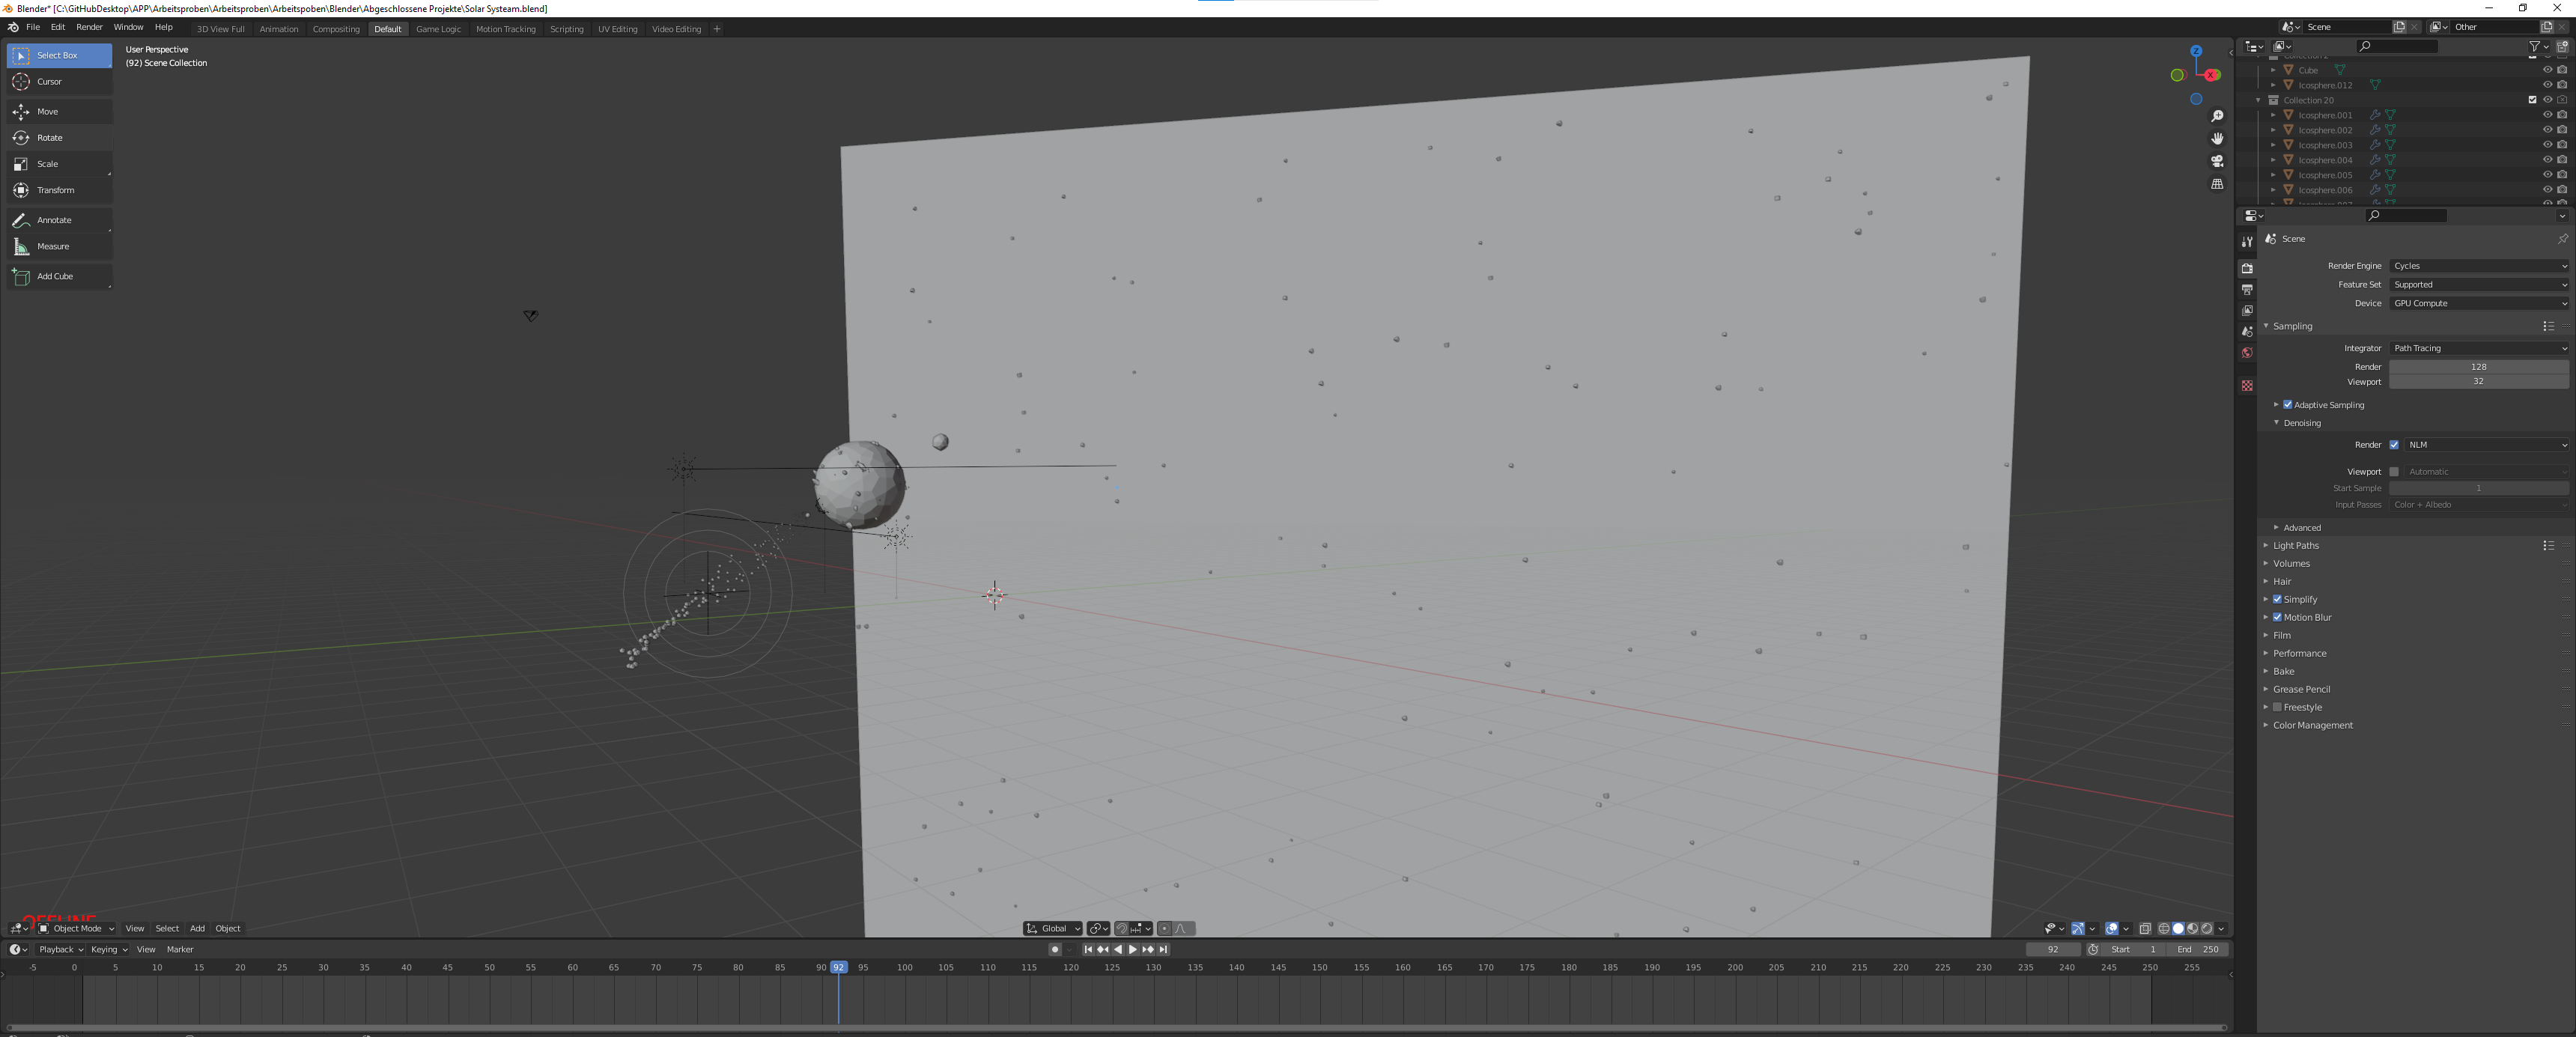 Blender* [C:\GitHubDesktop\APP\Arbeitsproben\Arbeitsproben\Arbeitspoben\Blender\Abgeschlossene Projekte\Solar Systeam.blend]
File Edit Render Window Help
3D View Full Animation Compositing Default Game Logic Motion Tracking Scripting UV Editing Video Editing +
Scene
Other
Select Box
Cursor
Move
Rotate
Scale
Transform
Annotate
Measure
Add Cube
User Perspective
(92) Scene Collection
Z
X
Cube
Icosphere.012
Collection 20
Icosphere.001
Icosphere.002
Icosphere.003
Icosphere.004
Icosphere.005
Icosphere.006
Scene
Render Engine Cycles
Feature Set Supported
Device GPU Compute
Sampling
Integrator Path Tracing
Render 128
Viewport 32
Adaptive Sampling
Denoising
Render NLM
Viewport Automatic
Start Sample 1
Input Passes Color + Albedo
Advanced
Light Paths
Volumes
Hair
Simplify
Motion Blur
Film
Performance
Bake
Grease Pencil
Freestyle
Color Management
OFFLINE
Object Mode View Select Add Object
Global
Playback Keying View Marker
92 Start 1 End 250
-5 0 5 10 15 20 25 30 35 40 45 50 55 60 65 70 75 80 85 90 92 95 100 105 110 115 120 125 130 135 140 145 150 155 160 165 170 175 180 185 190 195 200 205 210 215 220 225 230 235 240 245 250 255